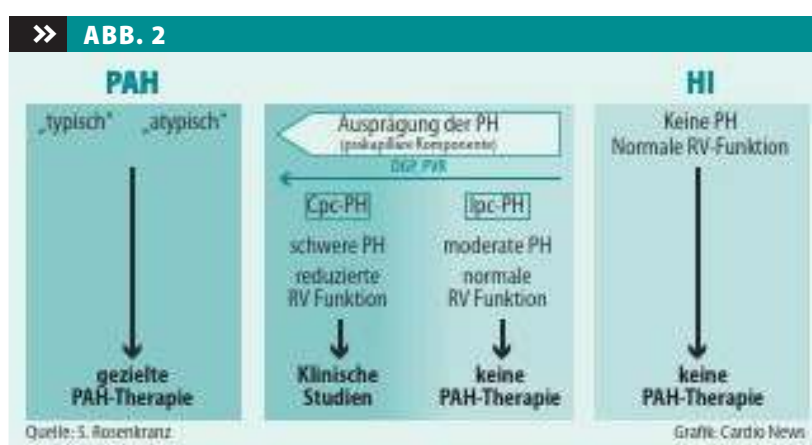 » ABB. 2
PAH
HI
„typisch“ „atypisch“
gezielte
PAH-Therapie
Ausprägung der PH
(präkapilläre Komponente)
DGP, PVR
Cpc-PH
schwere PH
reduzierte
RV Funktion
Klinische
Studien
Ipc-PH
moderate PH
normale
RV Funktion
keine
PAH-Therapie
Keine PH
Normale RV-Funktion
keine
PAH-Therapie
Quelle: S. Rosenkranz
Grafik: Cardio News